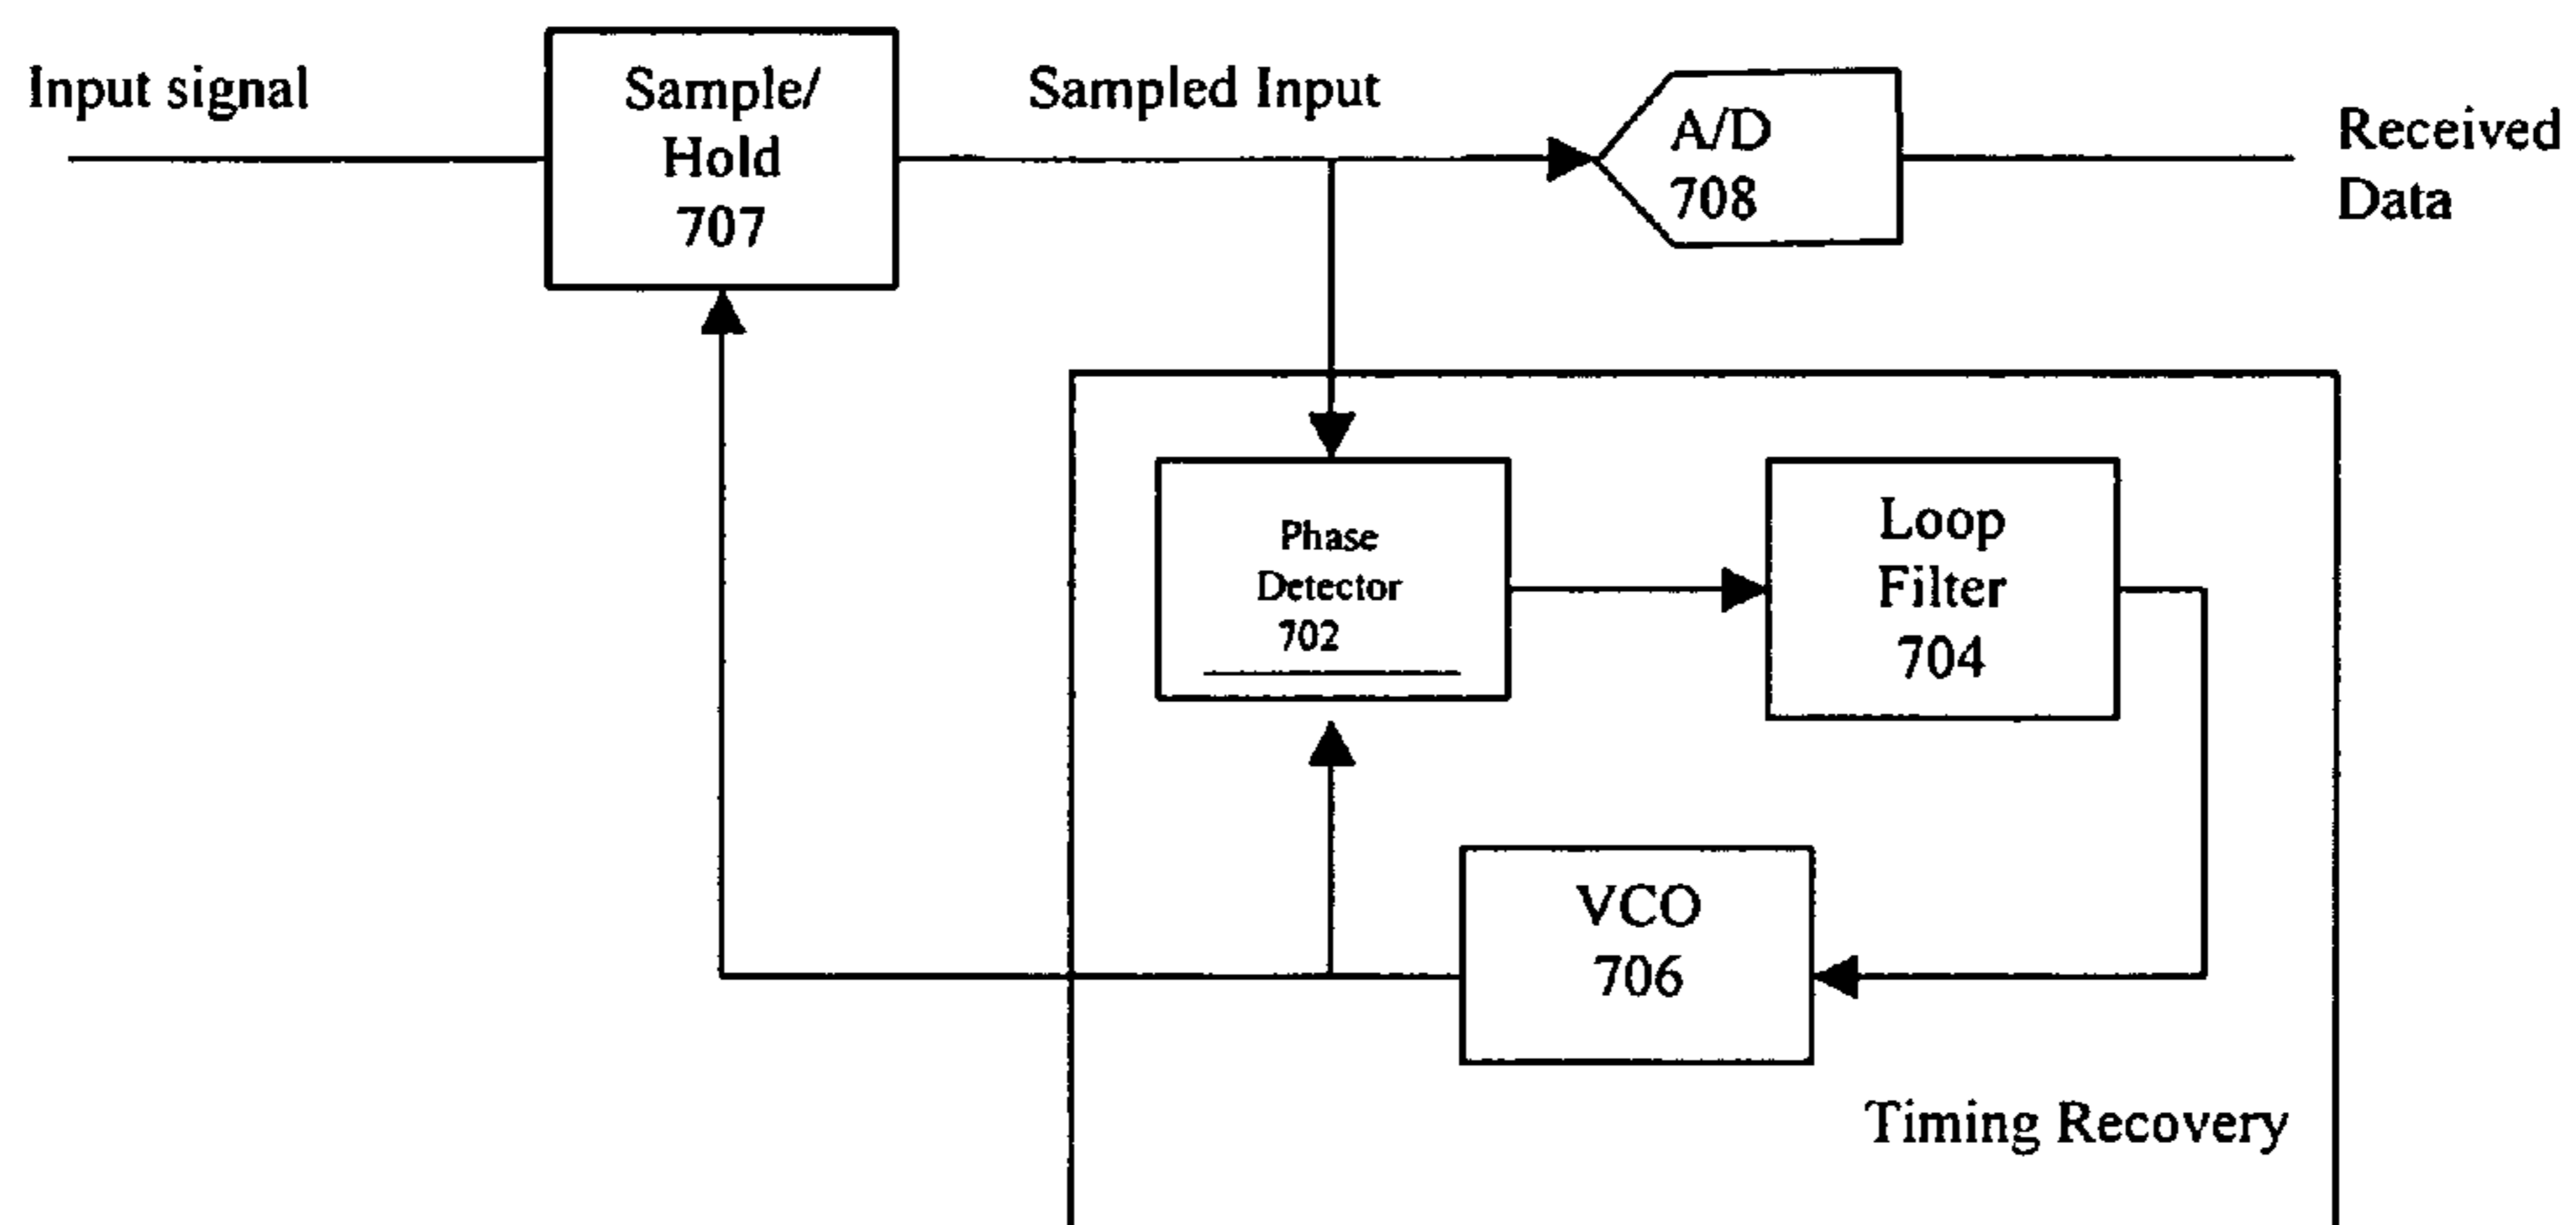 Input signal
Sample/
Hold
707
Sampled Input
A/D
708
Received
Data
Phase
Detector
702
Loop
Filter
704
VCO
706
Timing Recovery